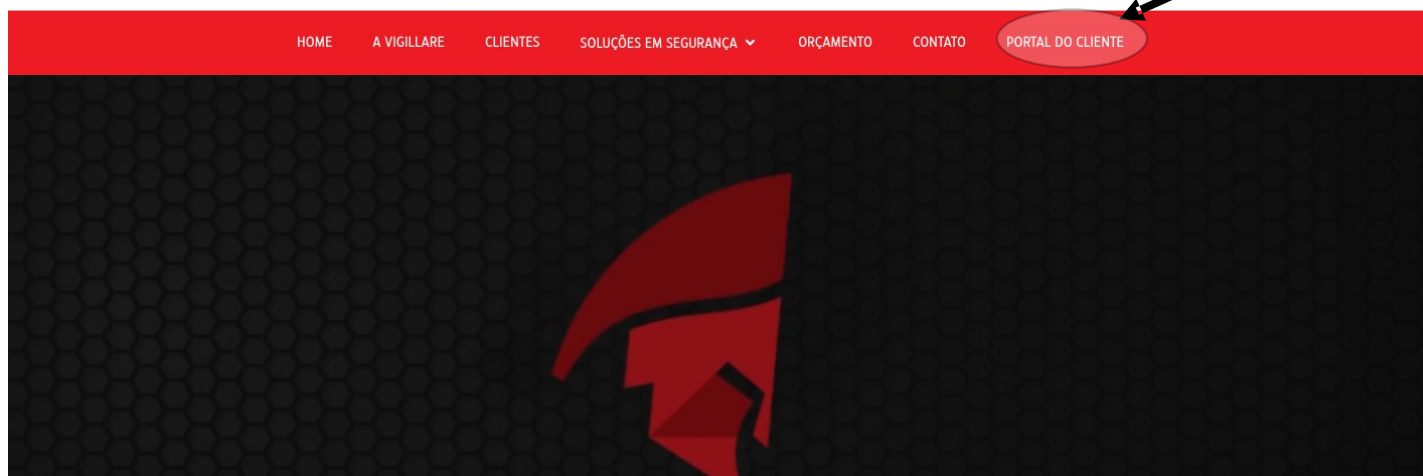 HOME A VIGILLARE CLIENTES SOLUÇÕES EM SEGURANÇA ORÇAMENTO CONTATO PORTAL DO CLIENTE